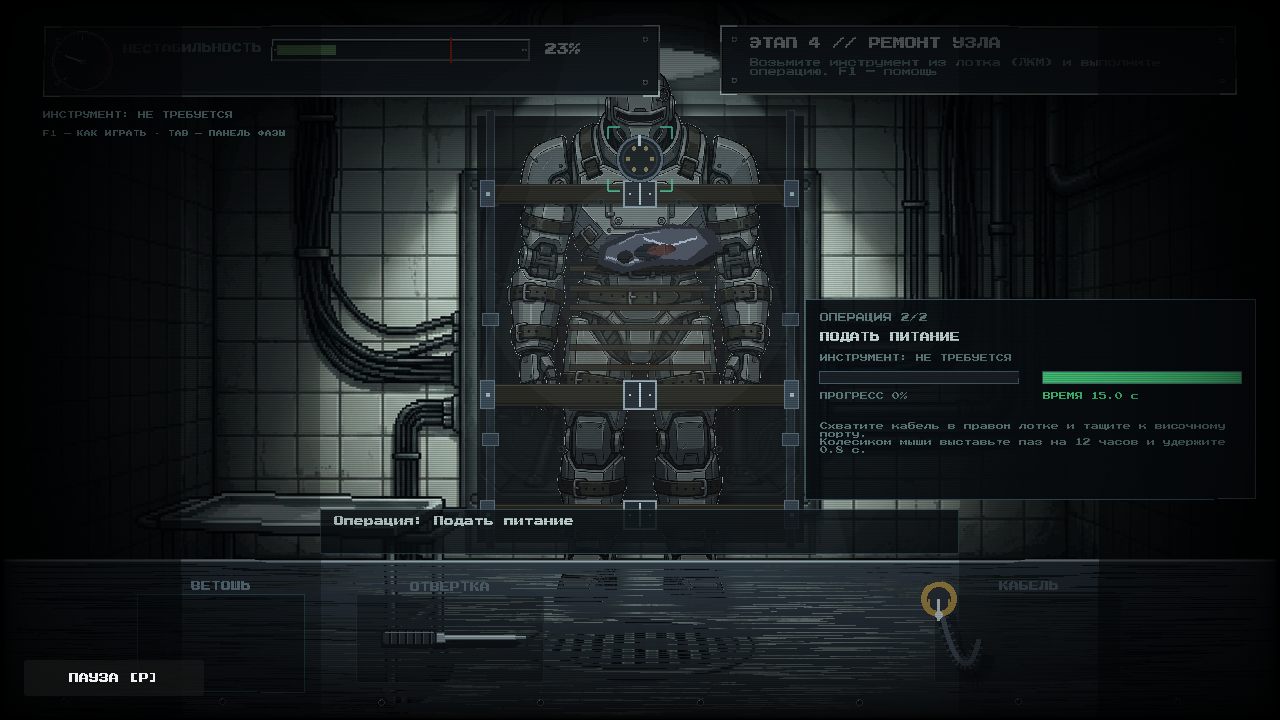 НЕСТАБИЛЬНОСТЬ
23%
ЭТАП 4 // РЕМОНТ УЗЛА
Возьмите инструмент из лотка (ЛКМ) и выполните
операцию. F1 — помощь
ИНСТРУМЕНТ: НЕ ТРЕБУЕТСЯ
F1 — КАК ИГРАТЬ · TAB — ПАНЕЛЬ ФАЗЫ
ОПЕРАЦИЯ 2/2
ПОДАТЬ ПИТАНИЕ
ИНСТРУМЕНТ: НЕ ТРЕБУЕТСЯ
ПРОГРЕСС 0%
ВРЕМЯ 15.0 с
Схватите кабель в правом лотке и тащите к височному
порту.
Колесиком мыши выставьте паз на 12 часов и удержите
0.8 с.
Операция: Подать питание
ВЕТОШЬ
ОТВЕРТКА
КАБЕЛЬ
ПАУЗА [P]